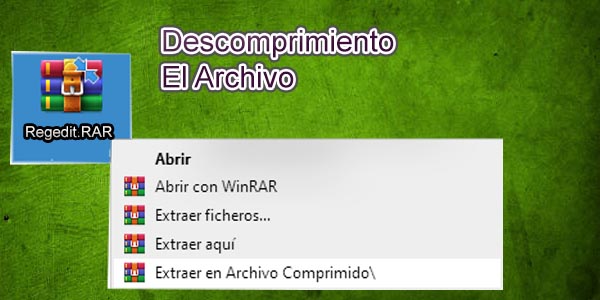 Descomprimiento
El Archivo
Regedit.RAR
Abrir
Abrir con WinRAR
Extraer ficheros...
Extraer aquí
Extraer en Archivo Comprimido\